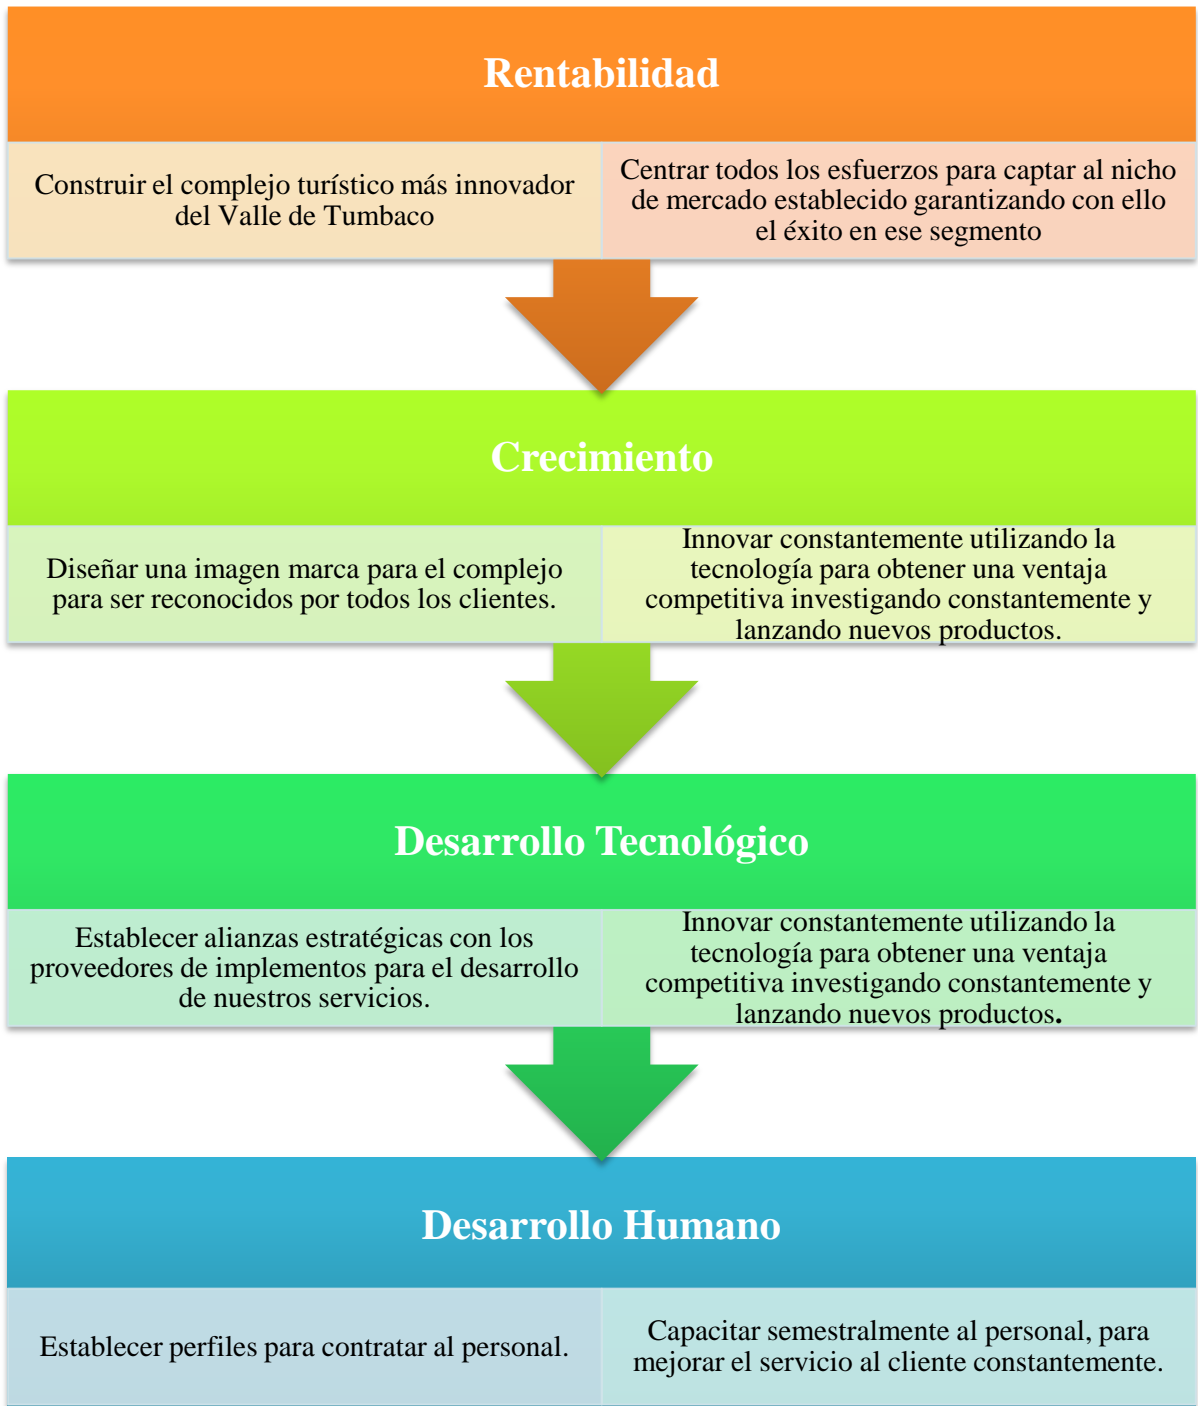 Rentabilidad
Construir el complejo turístico más innovador
del Valle de Tumbaco
Centrar todos los esfuerzos para captar al nicho
de mercado establecido garantizando con ello
el éxito en ese segmento
Crecimiento
Diseñar una imagen marca para el complejo
para ser reconocidos por todos los clientes.
Innovar constantemente utilizando la
tecnología para obtener una ventaja
competitiva investigando constantemente y
lanzando nuevos productos.
Desarrollo Tecnológico
Establecer alianzas estratégicas con los
proveedores de implementos para el desarrollo
de nuestros servicios.
Innovar constantemente utilizando la
tecnología para obtener una ventaja
competitiva investigando constantemente y
lanzando nuevos productos.
Desarrollo Humano
Establecer perfiles para contratar al personal.
Capacitar semestralmente al personal, para
mejorar el servicio al cliente constantemente.